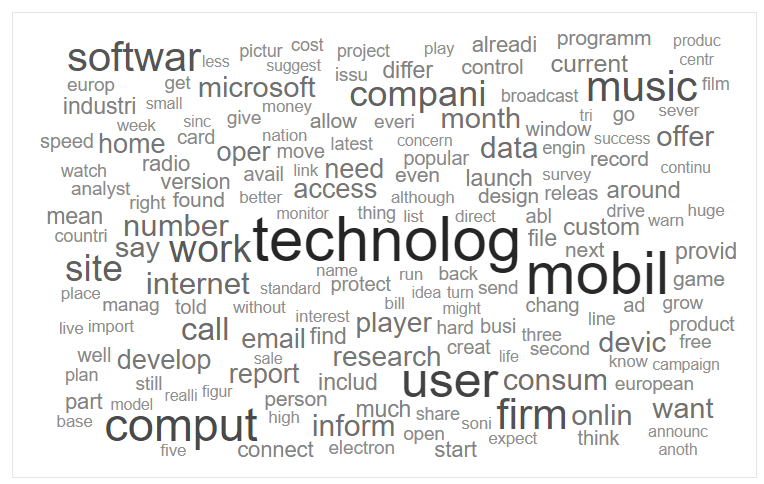 softwar less pictur cost project play alreadi programm produc
suggest centr
europ get microsoft issu differ control current music film
industri small money compani broadcast
week sinc give allow everi month window tri go sever
speed home card nation latest concern data engin success offer
watch radio oper move popular record continu
analyst version avail link need even launch survey
right found better access although design releas around
mean monitor thing list direct abl drive warn huge
countri say number work technolog file custom next provid
site internet name run back mobil game
place standard protect idea turn send
manag told without bill might chang ad grow
live import call email interest player hard busi line product
find three devic free
well develop sale research creat life second know campaign
plan still report includ user consum european
part model realli figur person much share firm onlin want
base comput high inform open soni think announc
five connect electron start expect anoth